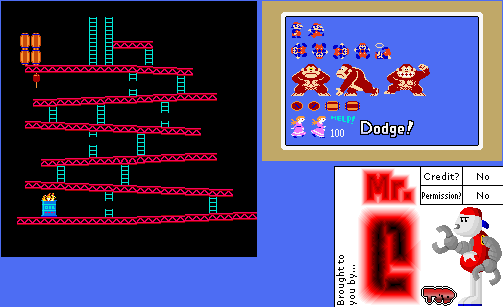 HELP!
100
Dodge!
Mr.
C
Credit? No
Permission? No
Brought to
you by...